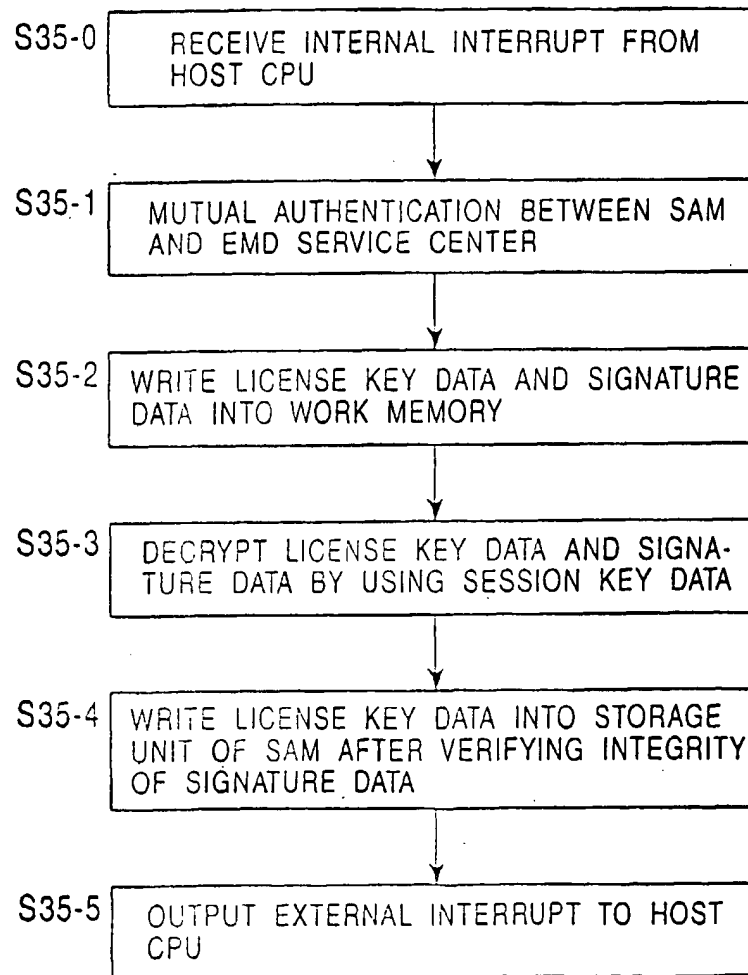 S35-0
RECEIVE INTERNAL INTERRUPT FROM
HOST CPU
S35-1
MUTUAL AUTHENTICATION BETWEEN SAM
AND EMD SERVICE CENTER
S35-2
WRITE LICENSE KEY DATA AND SIGNATURE
DATA INTO WORK MEMORY
S35-3
DECRYPT LICENSE KEY DATA AND SIGNA-
TURE DATA BY USING SESSION KEY DATA
S35-4
WRITE LICENSE KEY DATA INTO STORAGE
UNIT OF SAM AFTER VERIFYING INTEGRITY
OF SIGNATURE DATA
S35-5
OUTPUT EXTERNAL INTERRUPT TO HOST
CPU